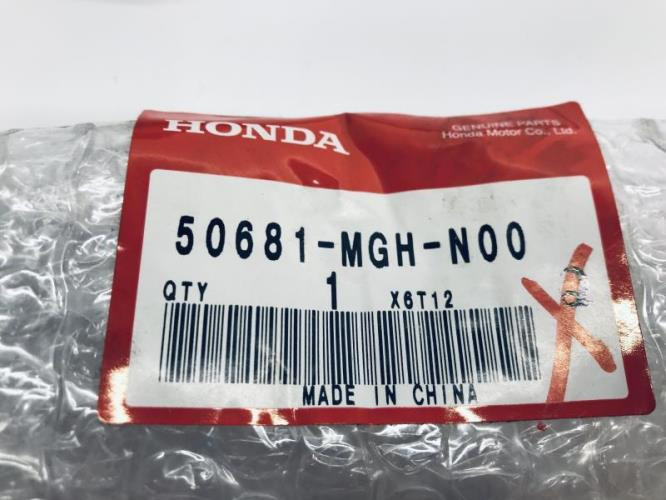 HONDA
GENUINE PARTS
Honda Motor Co., Ltd.
50681-MGH-N00
QTY 1 X6T12
MADE IN CHINA